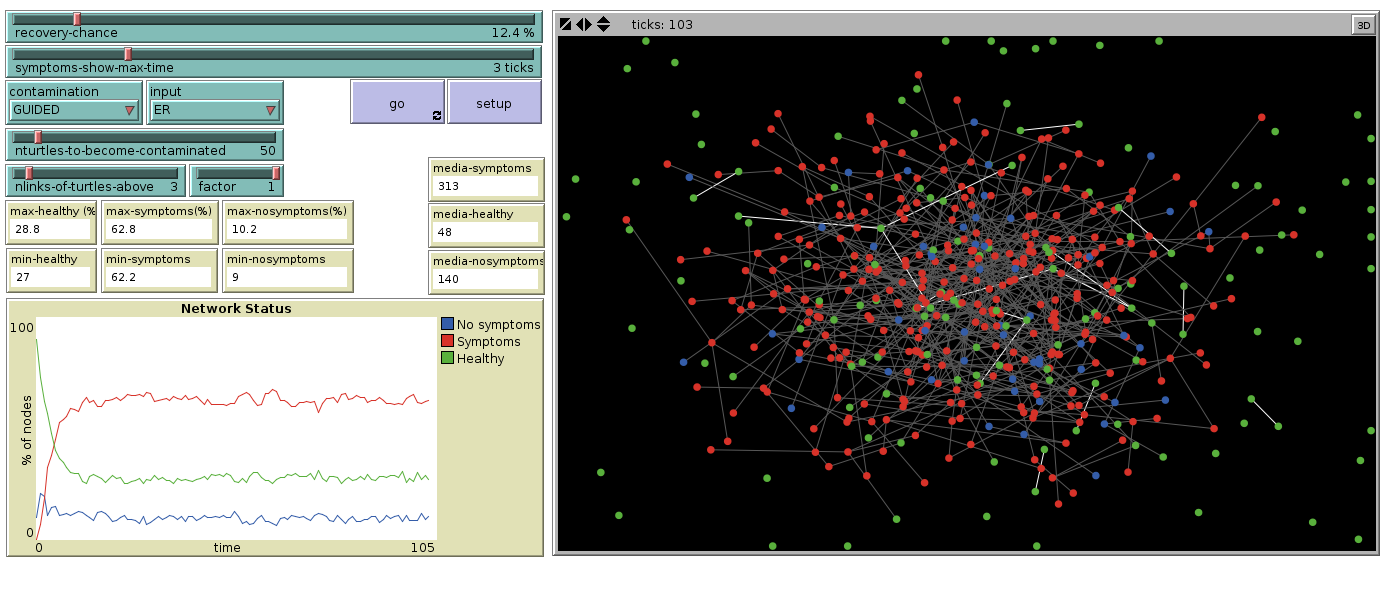 recovery-chance 12.4 %
symptoms-show-max-time 3 ticks
contamination
GUIDED
input
ER
go
setup
nturtles-to-become-contaminated 50
nlinks-of-turtles-above 3
factor 1
media-symptoms
313
max-healthy (%
28.8
max-symptoms(%)
62.8
max-nosymptoms(%)
10.2
media-healthy
48
min-healthy
27
min-symptoms
62.2
min-nosymptoms
9
media-nosymptoms
140
Network Status
100
% of nodes
0
0
time
105
No symptoms
Symptoms
Healthy
ticks: 103
3D